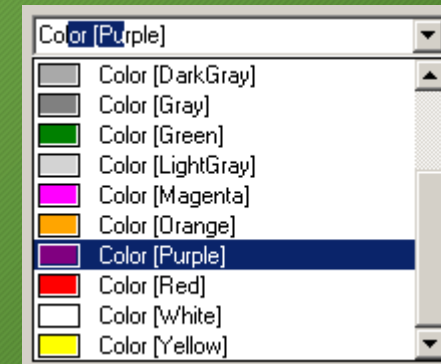 Color [Purple]
Color [DarkGray]
Color [Gray]
Color [Green]
Color [LightGray]
Color [Magenta]
Color [Orange]
Color [Purple]
Color [Red]
Color [White]
Color [Yellow]